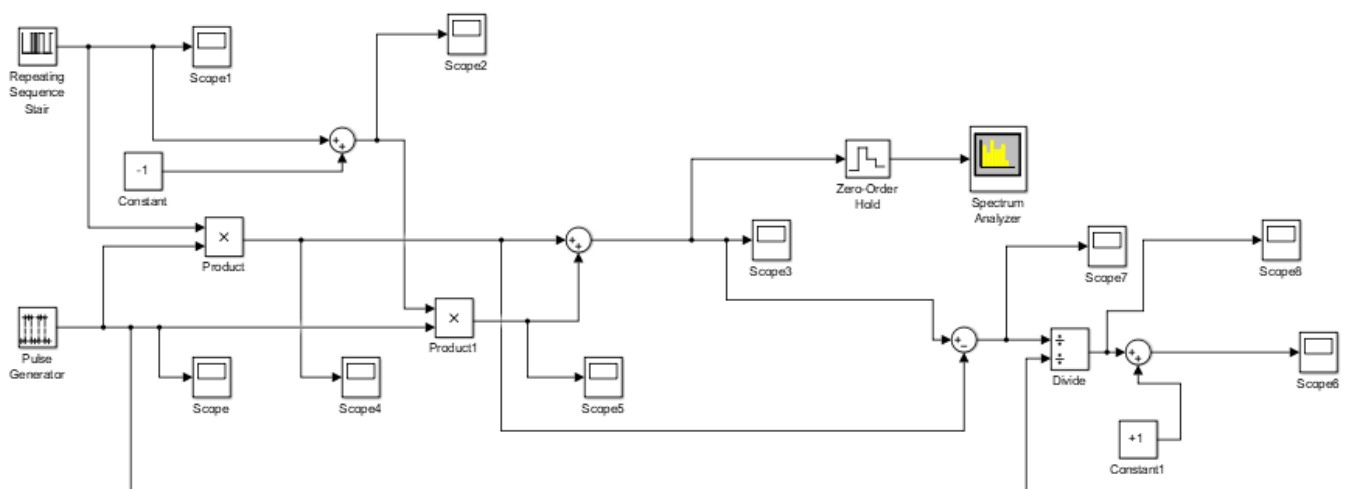 Scope2
Scope1
Repeating
Sequence
Stair
-1
Constant
Zero-Order
Hold
Spectrum
Analyzer
×
Product
Scope3
Scope7
Scope8
×
Product1
Pulse
Generator
Scope
Scope4
Scope5
÷
÷
Divide
Scope6
+1
Constant1